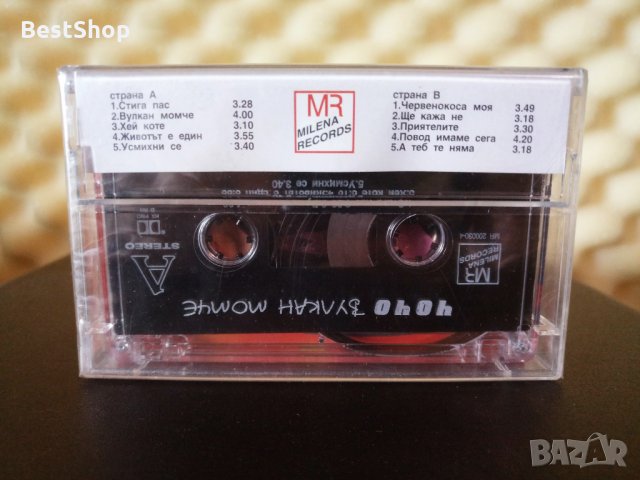 BestShop
страна А
1.Стига пас 3.28
2.Вулкан момче 4.00
3.Хей коте 3.10
4.Животът е един 3.55
5.Усмихни се 3.40
MR
MILENA
RECORDS
страна В
1.Червенокоса моя 3.49
2.Ще кажа не 3.18
3.Приятелите 3.30
4.Повод имаме сега 4.20
5.А теб те няма 3.18
5.Усмихни се 3.40
A
STEREO
MR
MILENA
RECORDS
ЧОЧО ВУЛКАН МОМЧЕ
BAZAR